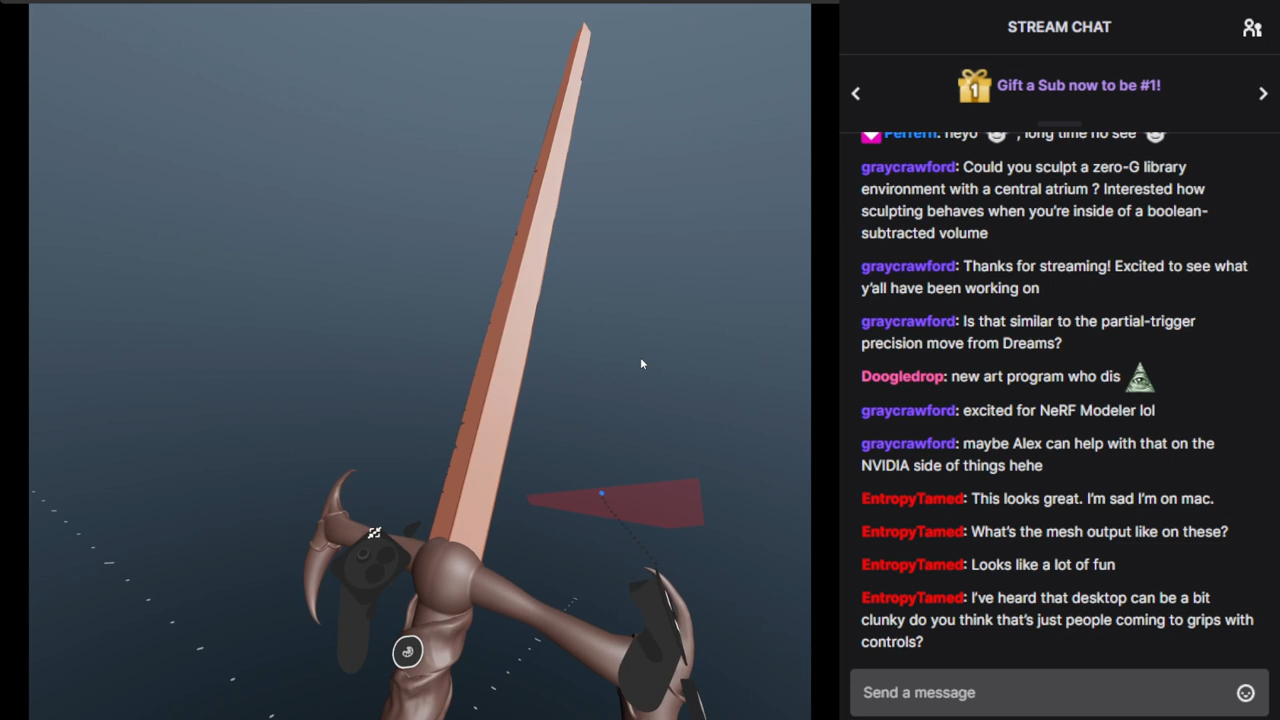 STREAM CHAT
1
Gift a Sub now to be #1!
Perfern: heyo , long time no see
graycrawford: Could you sculpt a zero-G library
environment with a central atrium ? Interested how
sculpting behaves when you're inside of a boolean-
subtracted volume
graycrawford: Thanks for streaming! Excited to see what
y'all have been working on
graycrawford: Is that similar to the partial-trigger
precision move from Dreams?
Doogledrop: new art program who dis
graycrawford: excited for NeRF Modeler lol
graycrawford: maybe Alex can help with that on the
NVIDIA side of things hehe
EntropyTamed: This looks great. I'm sad I'm on mac.
EntropyTamed: What's the mesh output like on these?
EntropyTamed: Looks like a lot of fun
EntropyTamed: I've heard that desktop can be a bit
clunky do you think that's just people coming to grips with
controls?
Send a message